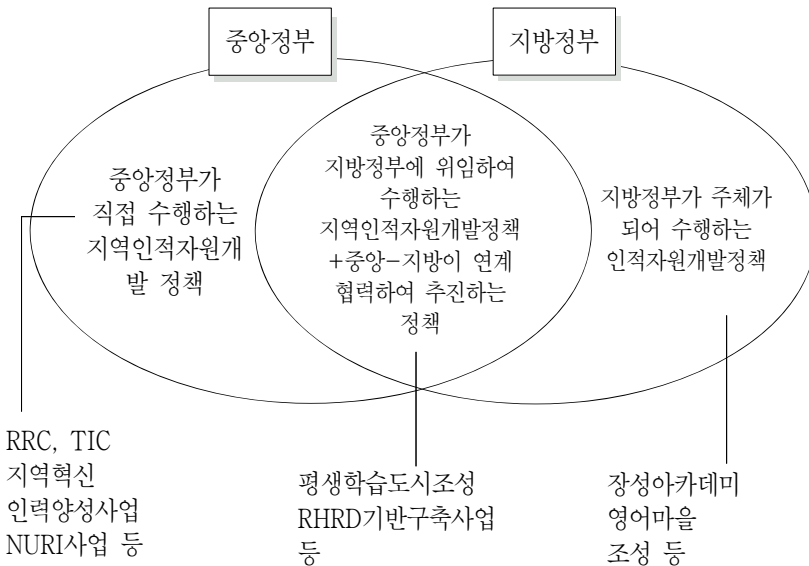 중앙정부
지방정부
중앙정부가
직접 수행하는
지역인적자원개
발 정책
중앙정부가
지방정부에 위임하여
수행하는
지역인적자원개발정책
+중앙-지방이 연계
협력하여 추진하는
정책
지방정부가 주체가
되어 수행하는
인적자원개발정책
RRC, TIC
지역혁신
인력양성사업
NURI사업 등
평생학습도시조성
RHRD기반구축사업
등
장성아카데미
영어마을
조성 등